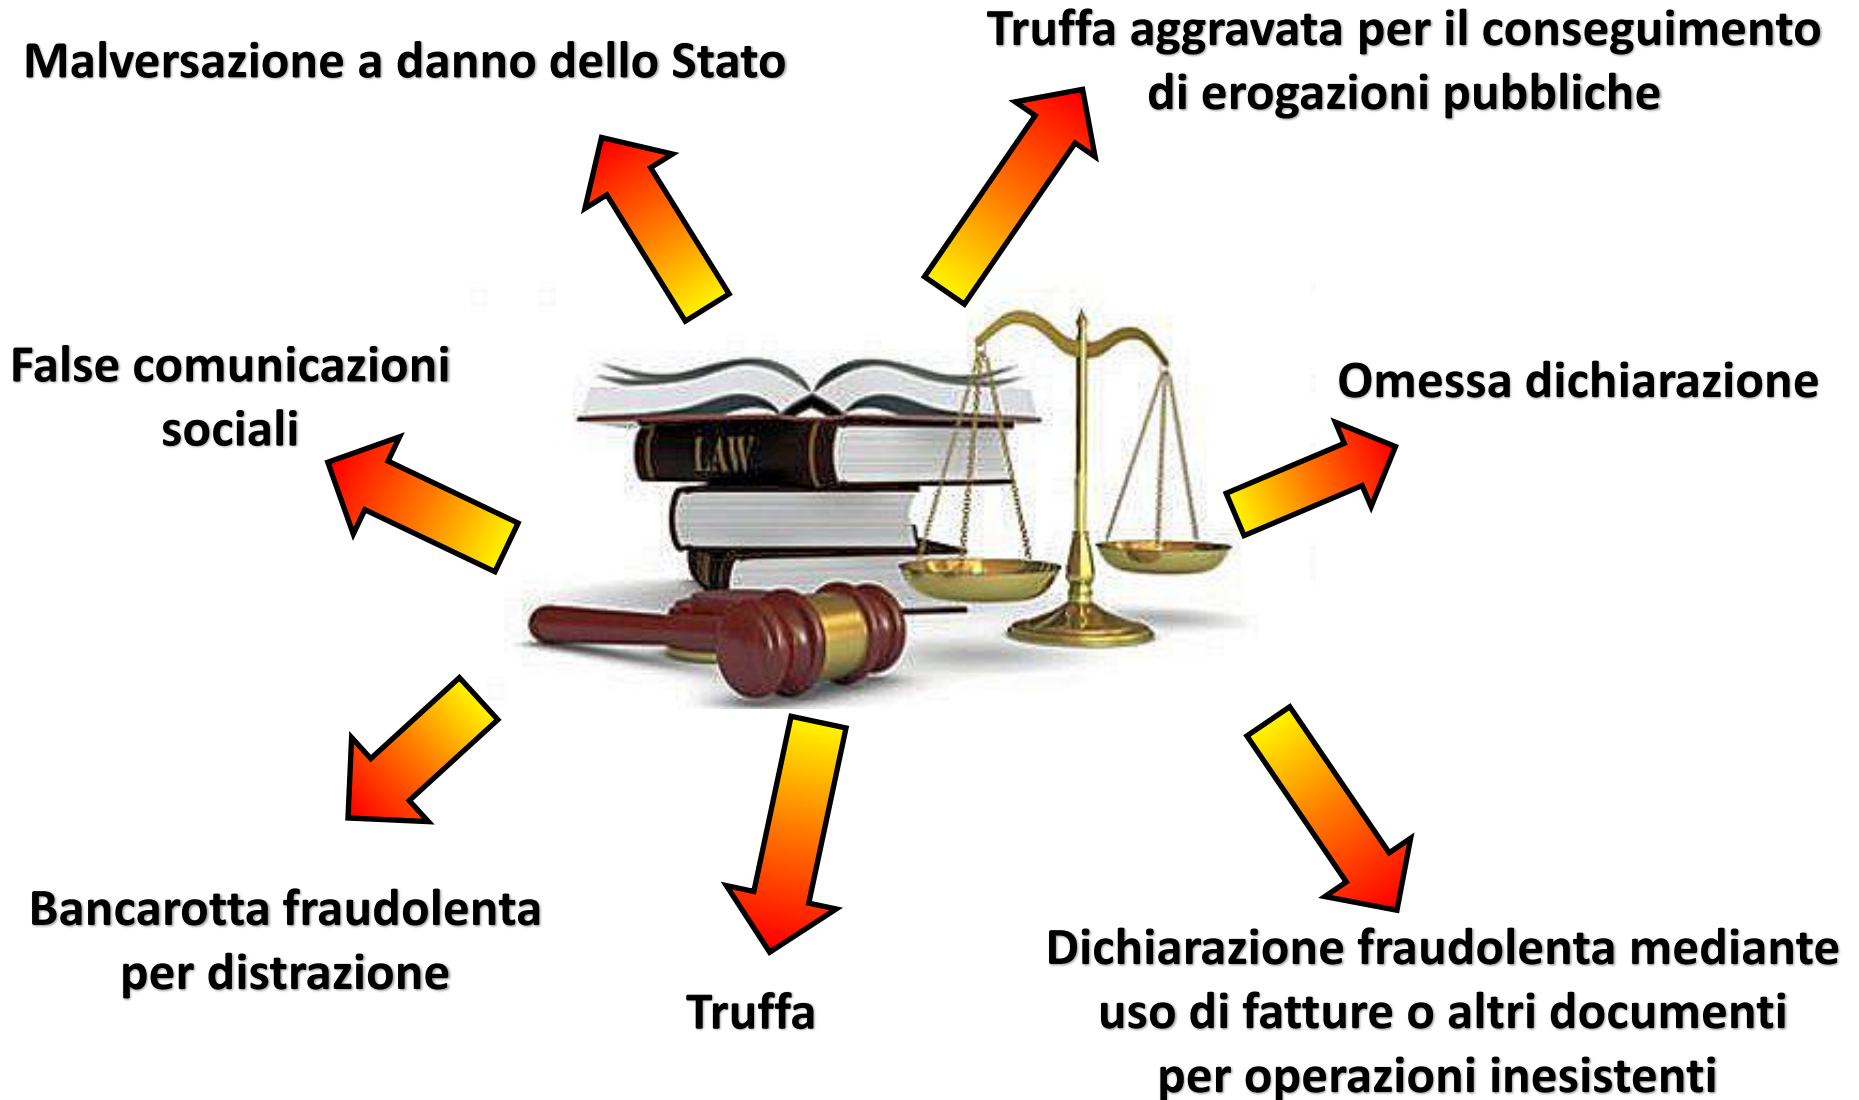 Malversazione a danno dello Stato
Truffa aggravata per il conseguimento
di erogazioni pubbliche
False comunicazioni
sociali
Omessa dichiarazione
LAW
Bancarotta fraudolenta
per distrazione
Truffa
Dichiarazione fraudolenta mediante
uso di fatture o altri documenti
per operazioni inesistenti